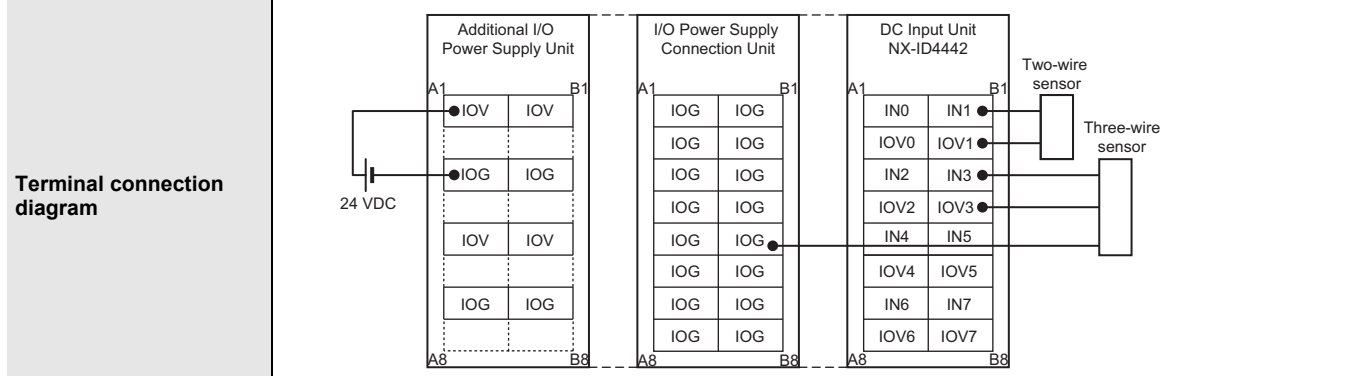 Terminal connection
diagram
24 VDC
Additional I/O
Power Supply Unit
A1 B1
IOV IOV
IOG IOG
IOV IOV
IOG IOG
A8 B8
I/O Power Supply
Connection Unit
A1 B1
IOG IOG
IOG IOG
IOG IOG
IOG IOG
IOG IOG
IOG IOG
IOG IOG
IOG IOG
A8 B8
DC Input Unit
NX-ID4442
A1 B1
IN0 IN1
IOV0 IOV1
IN2 IN3
IOV2 IOV3
IN4 IN5
IOV4 IOV5
IN6 IN7
IOV6 IOV7
A8 B8
Two-wire
sensor
Three-wire
sensor